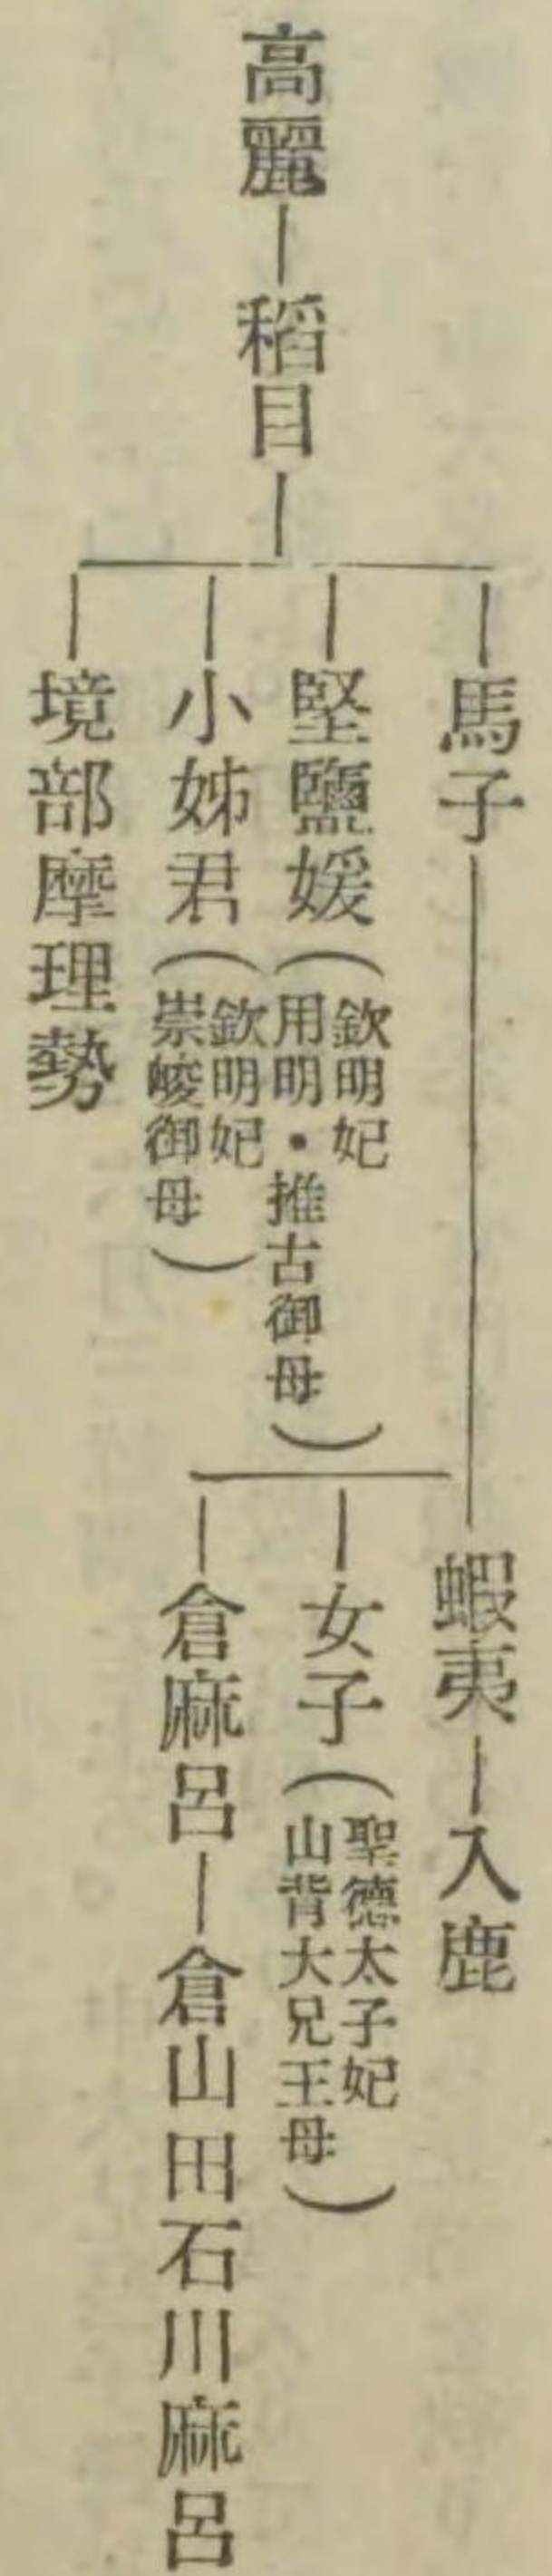 高麗―稻目―
―馬子―蝦夷―入鹿
―堅鹽媛(欽明妃
用明・推古御母)
―女子(聖德太子妃
山背大兄王母)
―小姊君(欽明妃
崇峻御母)
―倉麻呂―倉山田石川麻呂
―境部摩理勢